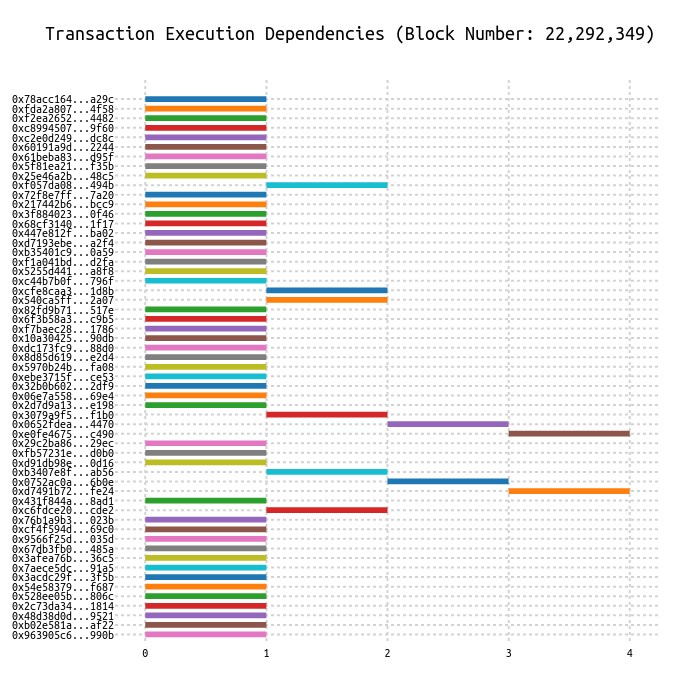 Transaction Execution Dependencies (Block Number: 22,292,349)
0x78acc164...a29c
0xfda2a807...4f58
0xf2ea2652...4482
0xc8994507...9f60
0xc2e0d249...dc8c
0x60191a9d...2244
0x61beba83...d95f
0x5f81ea21...f35b
0x25e46a2b...48c5
0xf057da08...494b
0x72f8e7ff...7a20
0x217442b6...bcc9
0x3f884023...0f46
0x68cf3140...1f17
0x447e812f...ba02
0xd7193ebe...a2f4
0xb35401c9...0a59
0xf1a041bd...d2fa
0x5255d441...a8f8
0xc44b7b0f...796f
0xcfe8caa3...1d8b
0x540ca5ff...2a07
0x82fd9b71...517e
0x6f3b58a3...c9b5
0xf7baec28...1786
0x10a30425...90db
0xdc173fc9...88d0
0x8d85d619...e2d4
0x5970b24b...fa08
0xebe3715f...ce53
0x32b0b602...2df9
0x06e7a558...69e4
0x2d7d9a13...e198
0x3079a9f5...f1b0
0x0652fdea...4470
0xe0fe4675...c490
0x29c2ba86...29ec
0xfb57231e...d0b0
0xd91db98e...0d16
0xb3407e8f...ab56
0x0752ac0a...6b0e
0xd7491b72...fe24
0x431f844a...8ad1
0xc6fdce20...cde2
0x76b1a9b3...023b
0xcf4f594d...69c0
0x9566f25d...035d
0x67db3fb0...485a
0x3afea76b...36c5
0x7aece5dc...91a5
0x3acdc29f...3f5b
0x54e58379...f687
0x528ee05b...806c
0x2c73da34...1814
0x48d38d0d...9521
0xb02e581a...af22
0x963905c6...990b
0 1 2 3 4